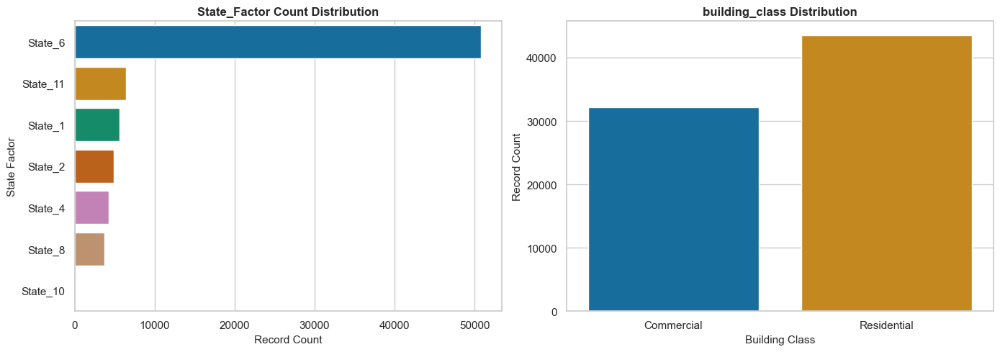 State_Factor Count Distribution
State Factor
State_6
State_11
State_1
State_2
State_4
State_8
State_10
0 10000 20000 30000 40000 50000
Record Count
building_class Distribution
Record Count
40000
30000
20000
10000
0
Commercial Residential
Building Class